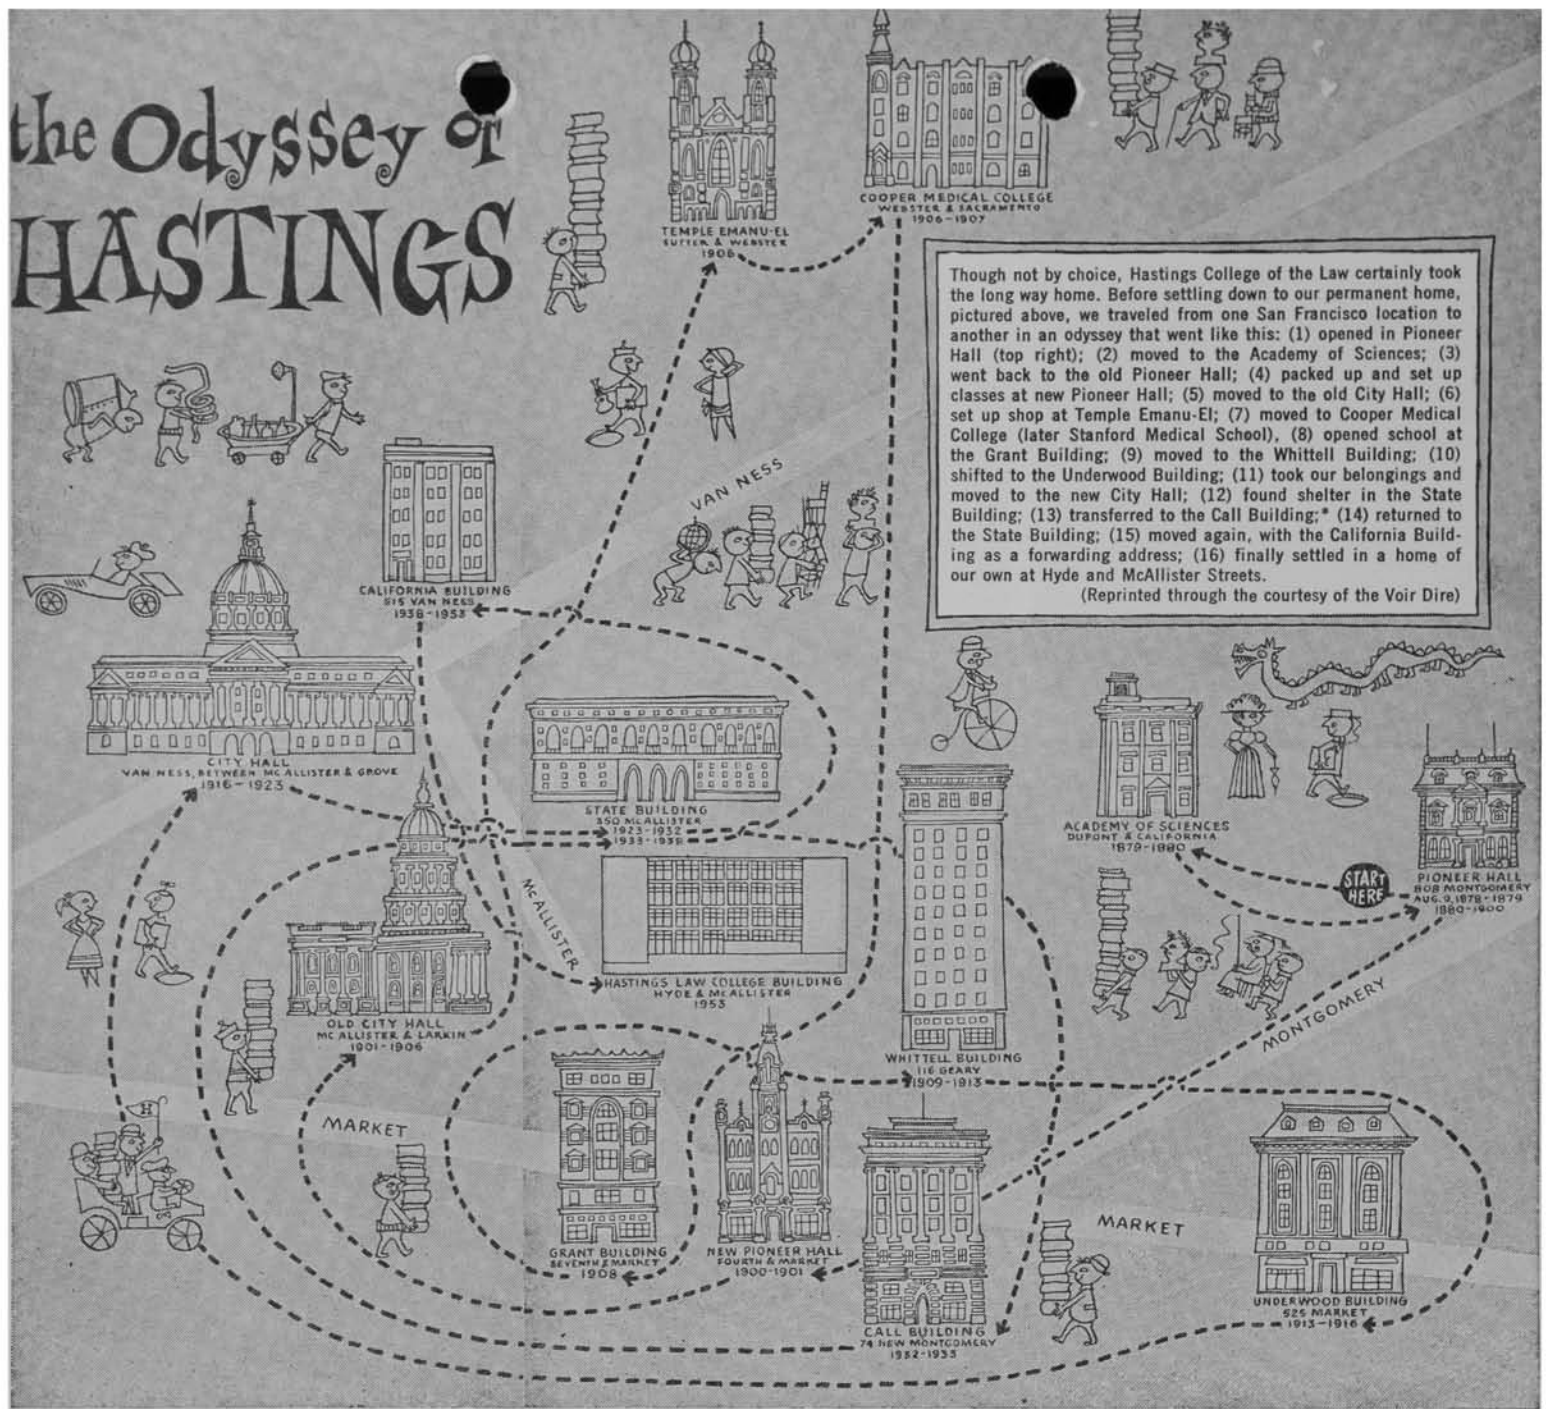 the Odyssey of
HASTINGS
TEMPLE EMANU-EL
SUTTER & WEBSTER
1906
COOPER MEDICAL COLLEGE
WEBSTER & SACRAMENTO
1906-1907
Though not by choice, Hastings College of the Law certainly took
the long way home. Before settling down to our permanent home,
pictured above, we traveled from one San Francisco location to
another in an odyssey that went like this: (1) opened in Pioneer
Hall (top right); (2) moved to the Academy of Sciences; (3)
went back to the old Pioneer Hall; (4) packed up and set up
classes at new Pioneer Hall; (5) moved to the old City Hall; (6)
set up shop at Temple Emanu-El; (7) moved to Cooper Medical
College (later Stanford Medical School), (8) opened school at
the Grant Building; (9) moved to the Whittell Building; (10)
shifted to the Underwood Building; (11) took our belongings and
moved to the new City Hall; (12) found shelter in the State
Building; (13) transferred to the Call Building;* (14) returned to
the State Building; (15) moved again, with the California Build-
ing as a forwarding address; (16) finally settled in a home of
our own at Hyde and McAllister Streets.
(Reprinted through the courtesy of the Voir Dire)
VAN NESS
CALIFORNIA BUILDING
515 VAN NESS
1936-1953
CITY HALL
VAN NESS, BETWEEN MCALLISTER & GROVE
1916-1923
STATE BUILDING
350 MCALLISTER
1923-1932
1933-1936
ACADEMY OF SCIENCES
DUPONT & CALIFORNIA
1879-1880
START
HERE
PIONEER HALL
808 MONTGOMERY
AUG. 9, 1878-1879
1880-1900
MCALLISTER
HASTINGS LAW COLLEGE BUILDING
HYDE & MCALLISTER
1953
OLD CITY HALL
MCALLISTER & LARKIN
1901-1906
MONTGOMERY
WHITTELL BUILDING
116 GEARY
1909-1913
MARKET
H
MARKET
GRANT BUILDING
SEVENTH & MARKET
1908
NEW PIONEER HALL
FOURTH & MARKET
1900-1901
CALL BUILDING
74 NEW MONTGOMERY
1932-1933
UNDERWOOD BUILDING
525 MARKET
1913-1916